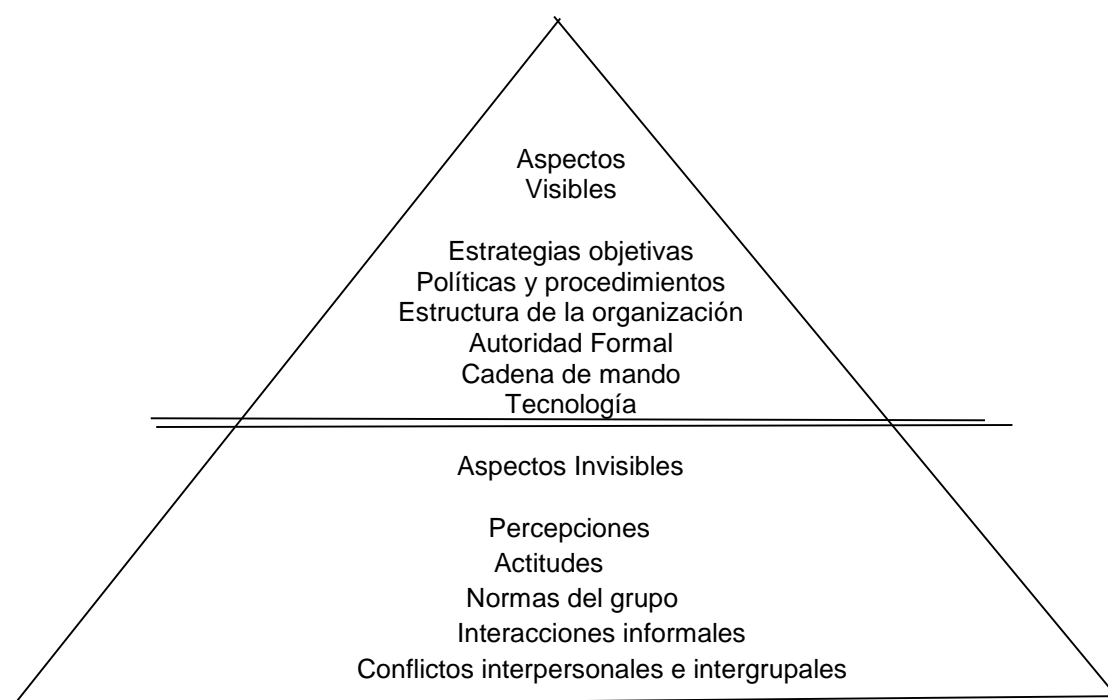 Aspectos
Visibles
Estrategias objetivas
Políticas y procedimientos
Estructura de la organización
Autoridad Formal
Cadena de mando
Tecnología
Aspectos Invisibles
Percepciones
Actitudes
Normas del grupo
Interacciones informales
Conflictos interpersonales e intergrupales